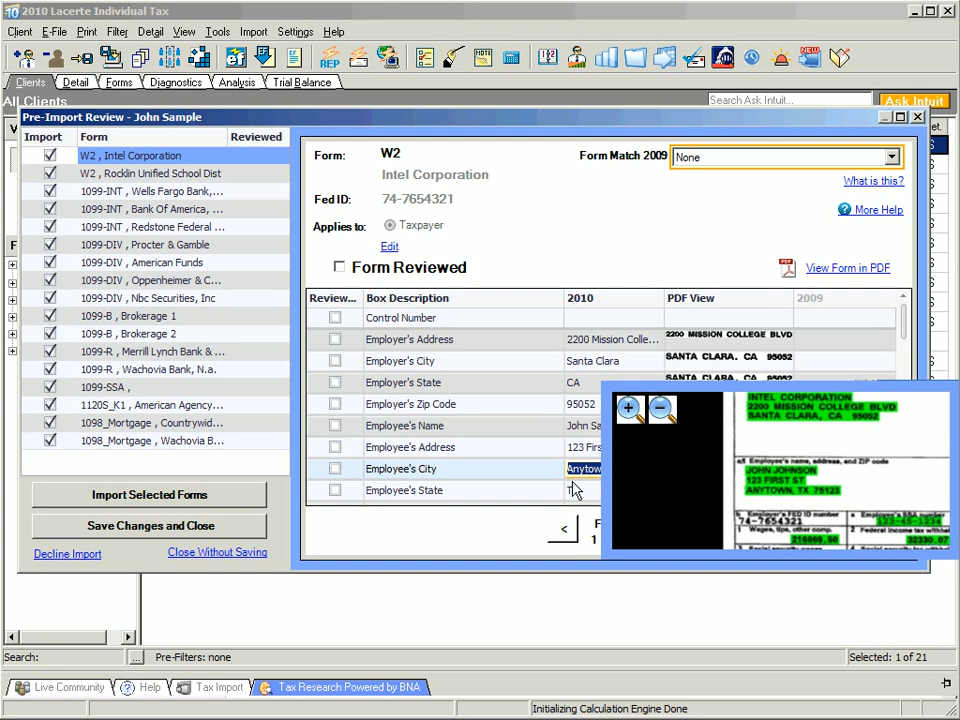 2010 Lacerte Individual Tax
Client E-File Print Filter Detail View Tools Import Settings Help
Clients Detail Forms Diagnostics Analysis Trial Balance
All Clients
Search Ask Intuit...
Ask Intuit
Pre-Import Review - John Sample
Import Form Reviewed
W2 , Intel Corporation
W2 , Rocklin Unified School Dist
1099-INT , Wells Fargo Bank,...
1099-INT , Bank Of America, ...
1099-INT , Redstone Federal ...
1099-DIV , Procter & Gamble
1099-DIV , American Funds
1099-DIV , Oppenheimer & C...
1099-DIV , Nbc Securities, Inc
1099-B , Brokerage 1
1099-B , Brokerage 2
1099-R , Merrill Lynch Bank & ...
1099-R , Wachovia Bank, N.a.
1099-SSA ,
1120S_K1 , American Agency...
1098_Mortgage , Countrywid...
1098_Mortgage , Wachovia B...
Import Selected Forms
Save Changes and Close
Decline Import Close Without Saving
Form: W2
Intel Corporation
Fed ID: 74-7654321
Applies to: Taxpayer
Edit
Form Match 2009 None
What is this?
More Help
Form Reviewed
PDF View Form in PDF
Review... Box Description 2010 PDF View 2009
Control Number
Employer's Address 2200 Mission Colle... 2200 MISSION COLLEGE BLVD
Employer's City Santa Clara SANTA CLARA, CA 95052
Employer's State CA SANTA CLARA, CA 95052
Employer's Zip Code 95052
Employee's Name John Sa
Employee's Address 123 Firs
Employee's City Anytow
Employee's State
<
1
INTEL CORPORATION
2200 MISSION COLLEGE BLVD
SANTA CLARA, CA 95052
e/f Employee's name, address, and ZIP code
JOHN JOHNSON
123 FIRST ST
ANYTOWN, TX 75123
b Employer's FED ID number a Employee's SSA number
74-7654321 123-45-1234
1 Wages, tips, other comp. 2 Federal income tax withhel
216869.50 32330.07
Search: ... Pre-Filters: none Selected: 1 of 21
Live Community Help Tax Import Tax Research Powered by BNA
Initializing Calculation Engine Done